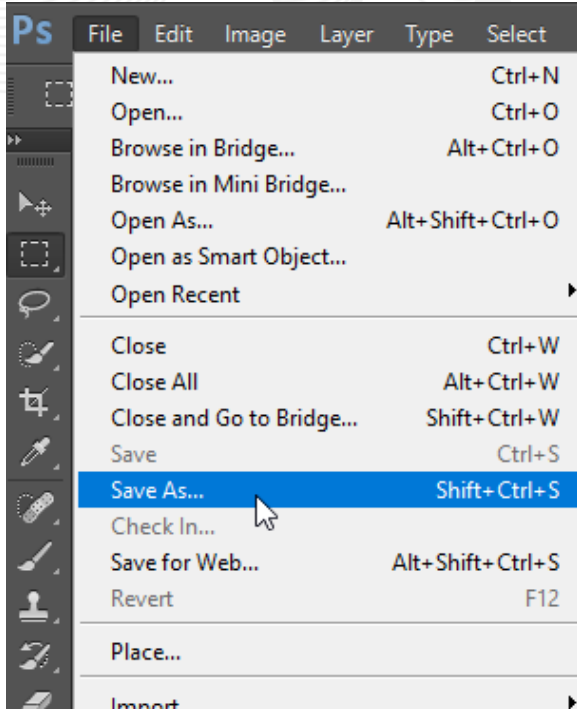 Ps File Edit Image Layer Type Select
New... Ctrl+N
Open... Ctrl+O
Browse in Bridge... Alt+Ctrl+O
Browse in Mini Bridge...
Open As... Alt+Shift+Ctrl+O
Open as Smart Object...
Open Recent
Close Ctrl+W
Close All Alt+Ctrl+W
Close and Go to Bridge... Shift+Ctrl+W
Save Ctrl+S
Save As... Shift+Ctrl+S
Check In...
Save for Web... Alt+Shift+Ctrl+S
Revert F12
Place...
Import